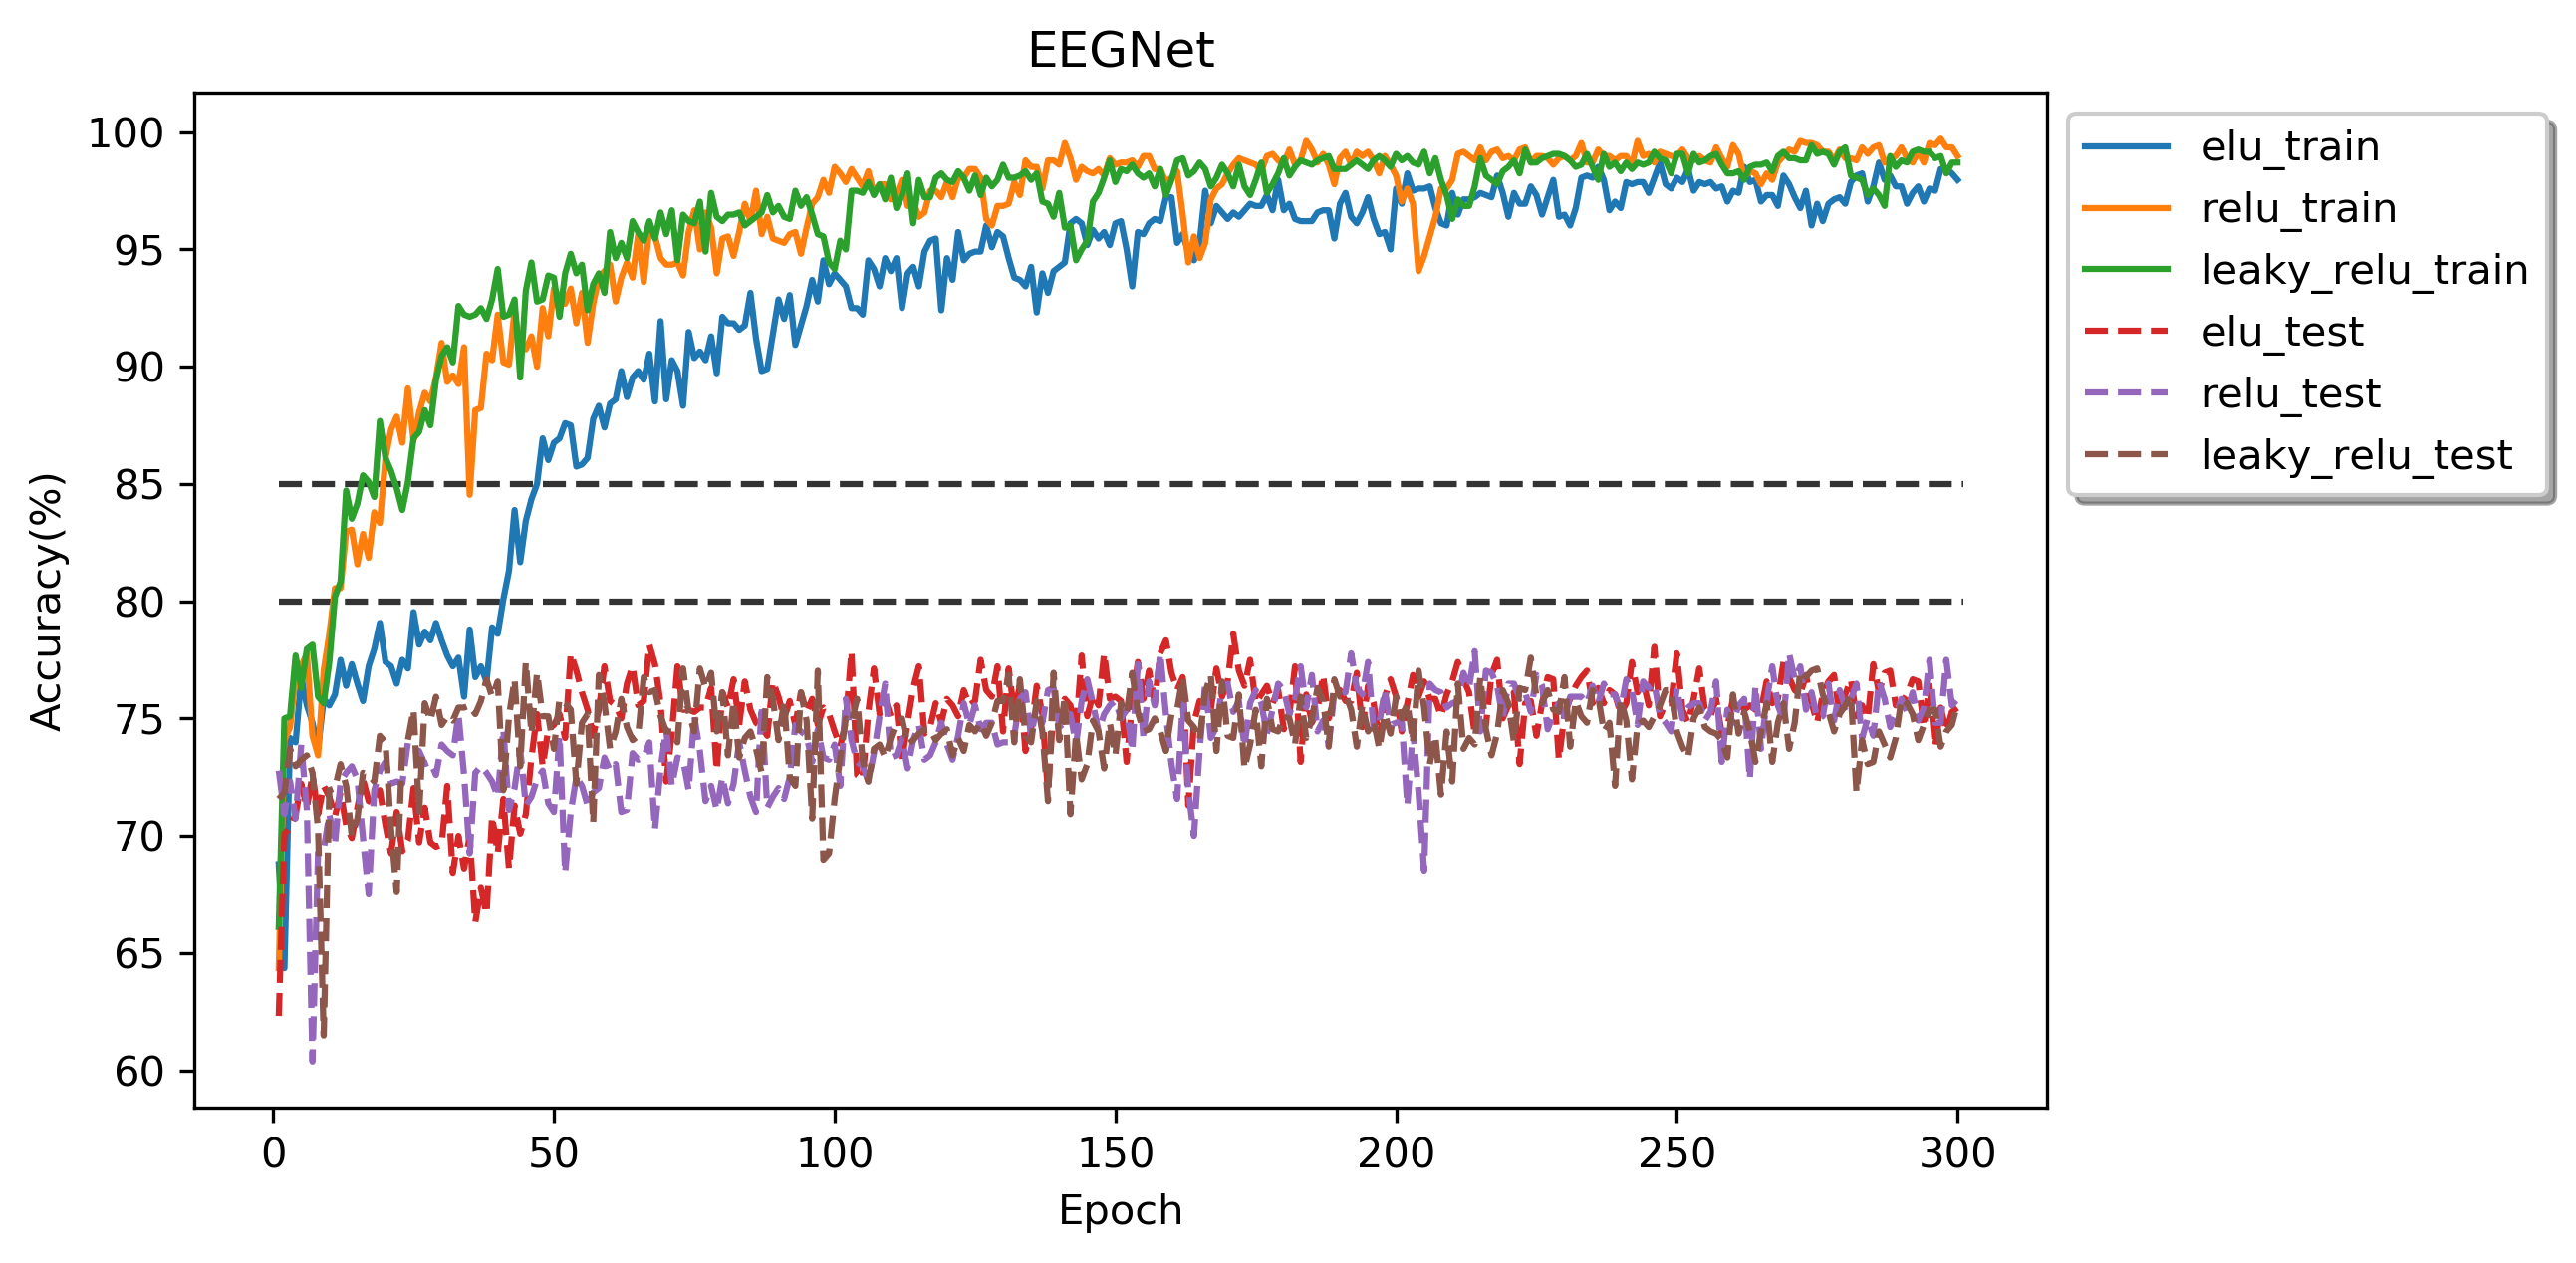 EEGNet
Accuracy(%)
100
95
90
85
80
75
70
65
60
0 50 100 150 200 250 300
Epoch
elu_train
relu_train
leaky_relu_train
elu_test
relu_test
leaky_relu_test